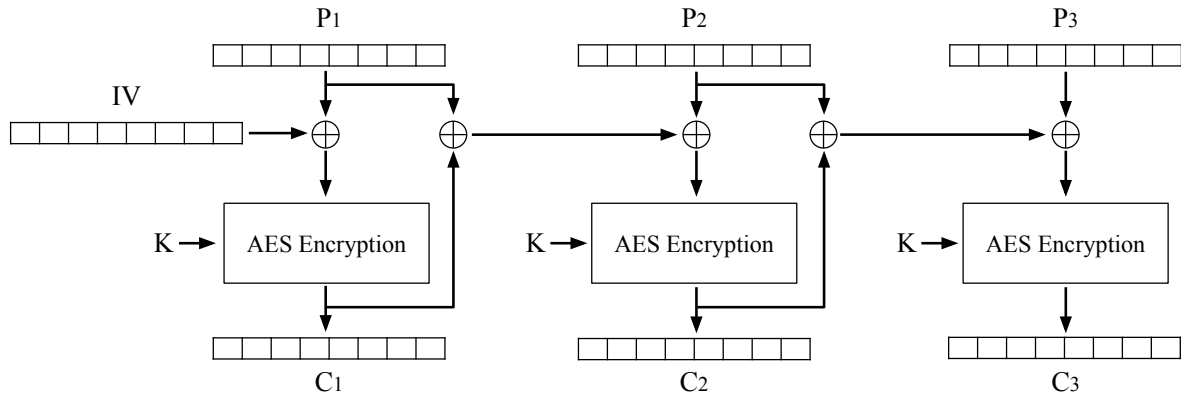 P1
P2
P3
IV
K
AES Encryption
K
AES Encryption
K
AES Encryption
C1
C2
C3